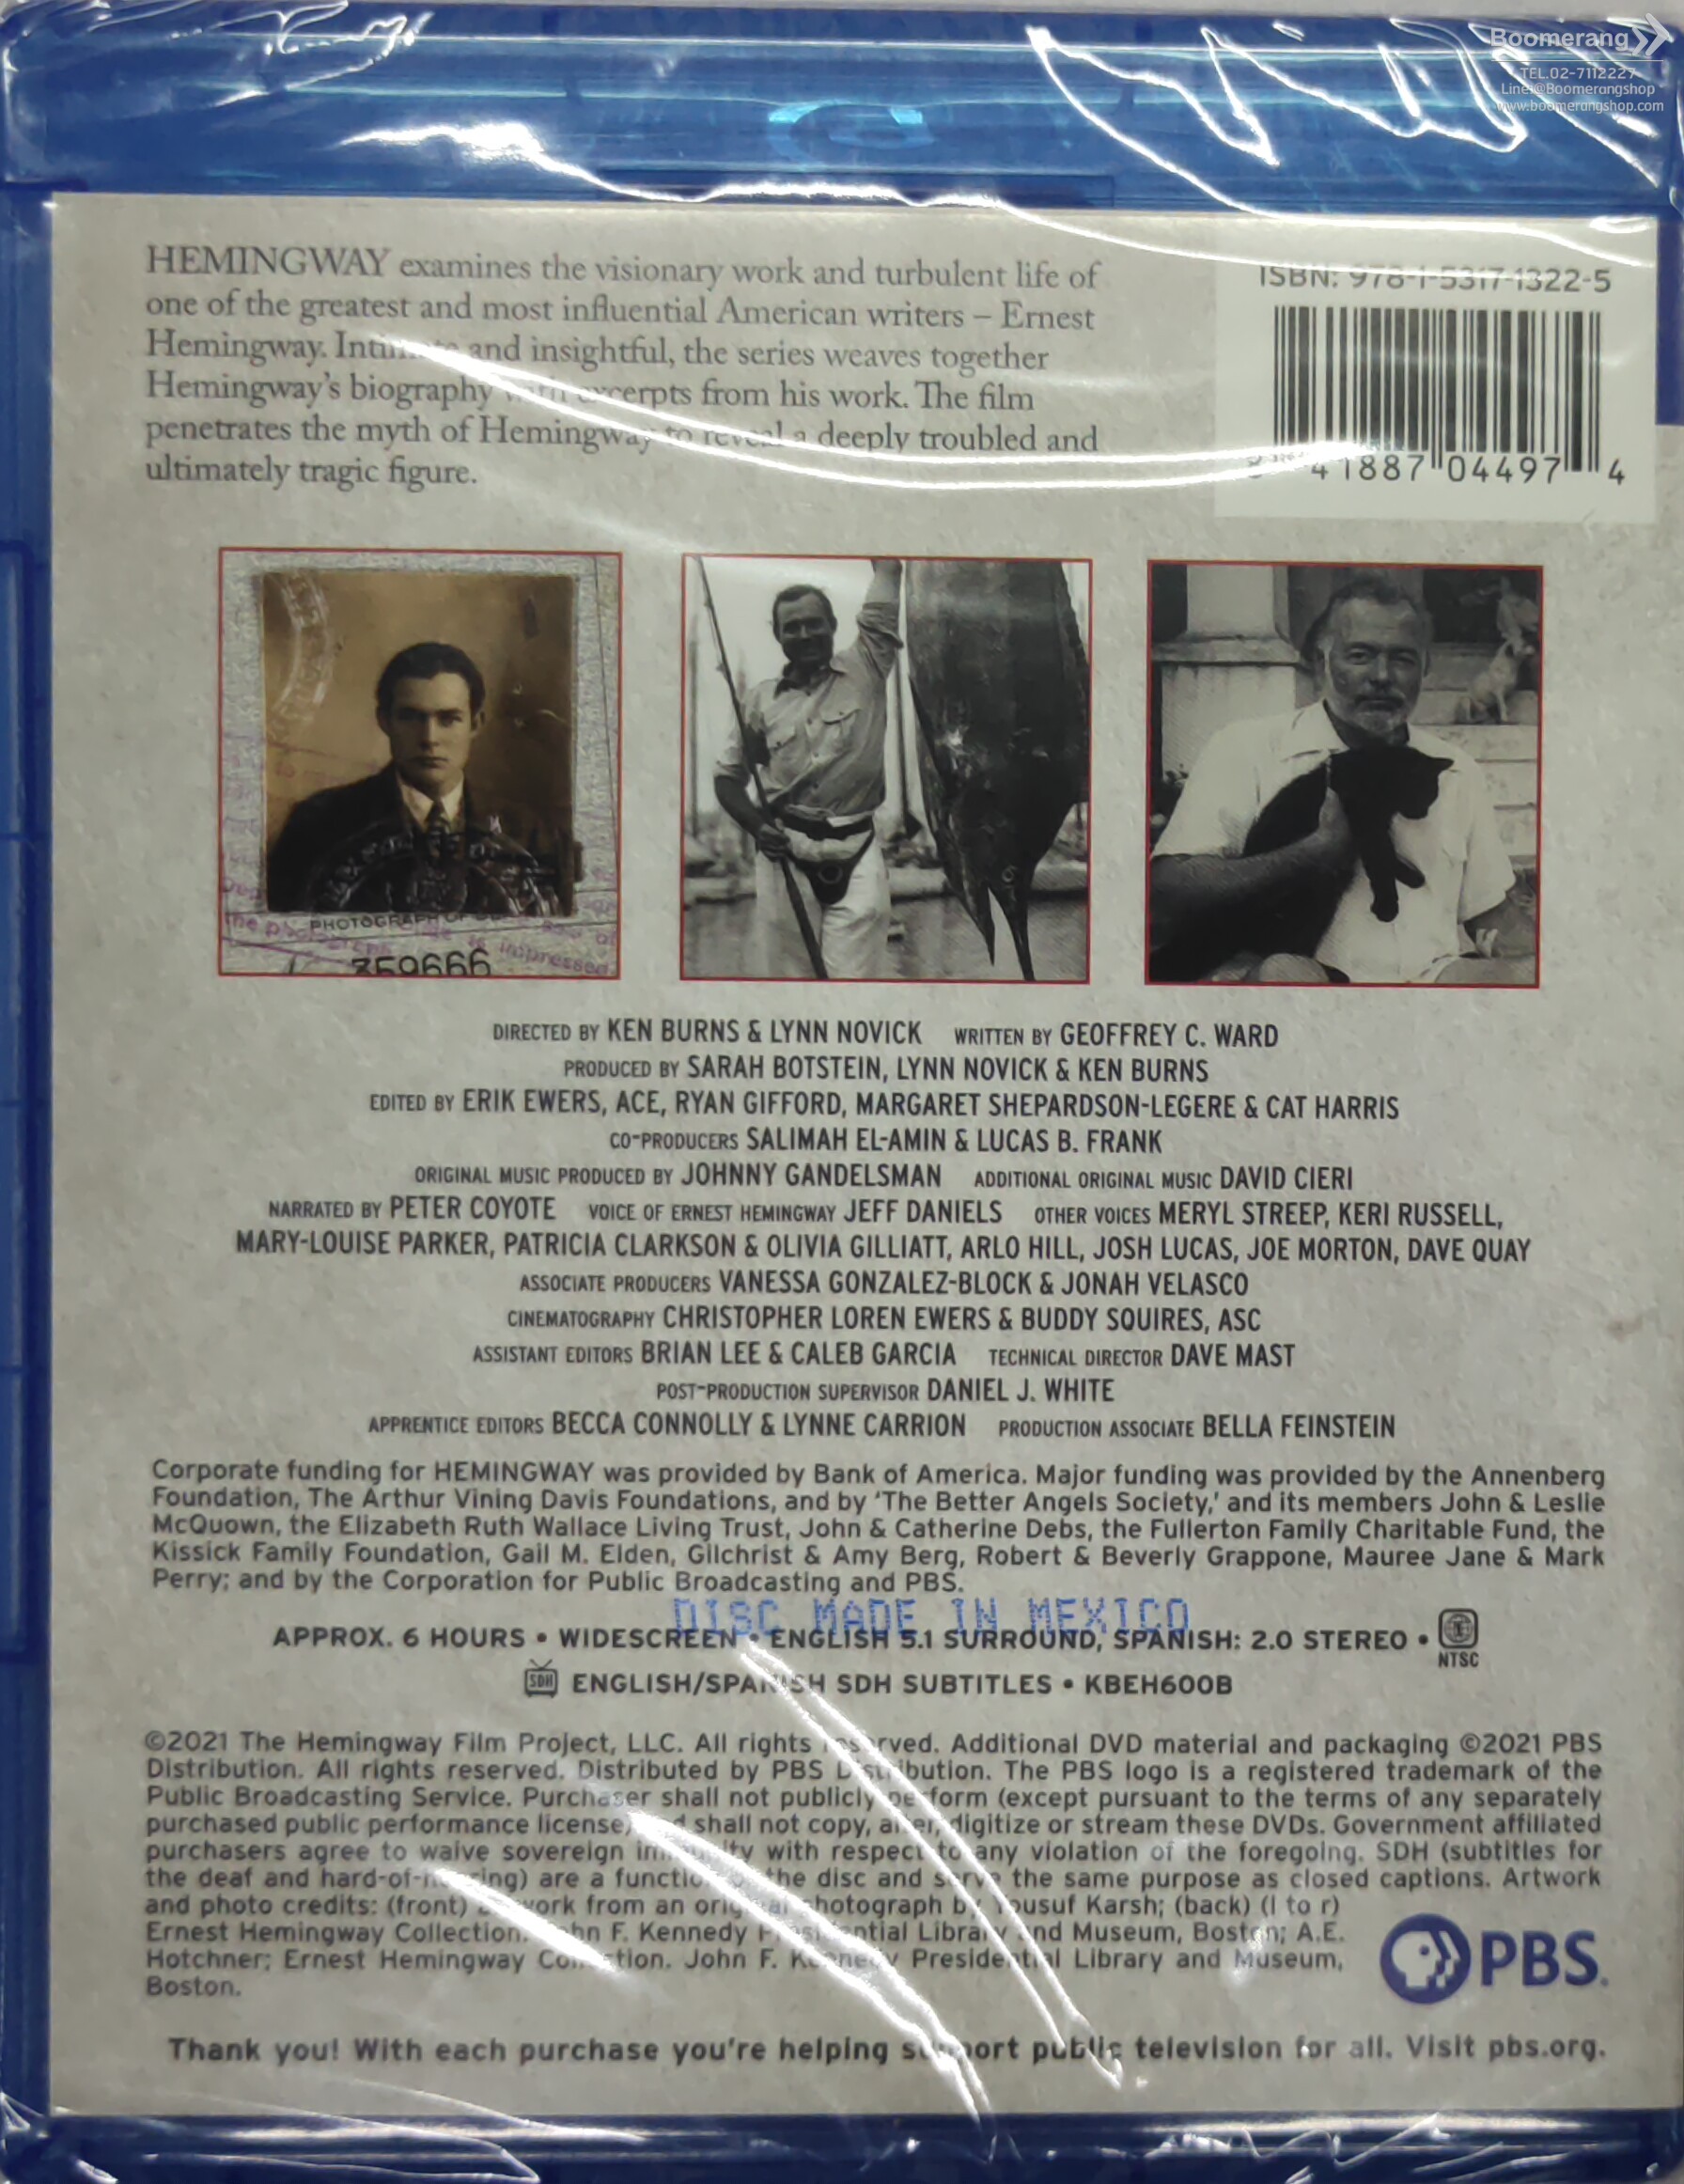 Boomerang
TEL.02-7112227
Line:@Boomerangshop
www.boomerangshop.com
HEMINGWAY examines the visionary work and turbulent life of
one of the greatest and most influential American writers – Ernest
Hemingway. Intimate and insightful, the series weaves together
Hemingway's biography with excerpts from his work. The film
penetrates the myth of Hemingway to reveal a deeply troubled and
ultimately tragic figure.
ISBN: 978-1-5317-1322-5
41887 04497 4
PHOTOGRAPH OF
the photograph is impressed
359666
DIRECTED BY KEN BURNS & LYNN NOVICK WRITTEN BY GEOFFREY C. WARD
PRODUCED BY SARAH BOTSTEIN, LYNN NOVICK & KEN BURNS
EDITED BY ERIK EWERS, ACE, RYAN GIFFORD, MARGARET SHEPARDSON-LEGERE & CAT HARRIS
CO-PRODUCERS SALIMAH EL-AMIN & LUCAS B. FRANK
ORIGINAL MUSIC PRODUCED BY JOHNNY GANDELSMAN ADDITIONAL ORIGINAL MUSIC DAVID CIERI
NARRATED BY PETER COYOTE VOICE OF ERNEST HEMINGWAY JEFF DANIELS OTHER VOICES MERYL STREEP, KERI RUSSELL,
MARY-LOUISE PARKER, PATRICIA CLARKSON & OLIVIA GILLIATT, ARLO HILL, JOSH LUCAS, JOE MORTON, DAVE QUAY
ASSOCIATE PRODUCERS VANESSA GONZALEZ-BLOCK & JONAH VELASCO
CINEMATOGRAPHY CHRISTOPHER LOREN EWERS & BUDDY SQUIRES, ASC
ASSISTANT EDITORS BRIAN LEE & CALEB GARCIA TECHNICAL DIRECTOR DAVE MAST
POST-PRODUCTION SUPERVISOR DANIEL J. WHITE
APPRENTICE EDITORS BECCA CONNOLLY & LYNNE CARRION PRODUCTION ASSOCIATE BELLA FEINSTEIN
Corporate funding for HEMINGWAY was provided by Bank of America. Major funding was provided by the Annenberg
Foundation, The Arthur Vining Davis Foundations, and by 'The Better Angels Society,' and its members John & Leslie
McQuown, the Elizabeth Ruth Wallace Living Trust, John & Catherine Debs, the Fullerton Family Charitable Fund, the
Kissick Family Foundation, Gail M. Elden, Gilchrist & Amy Berg, Robert & Beverly Grappone, Mauree Jane & Mark
Perry; and by the Corporation for Public Broadcasting and PBS.
DISC MADE IN MEXICO
APPROX. 6 HOURS • WIDESCREEN • ENGLISH 5.1 SURROUND, SPANISH: 2.0 STEREO •
NTSC
SDH ENGLISH/SPANISH SDH SUBTITLES • KBEH600B
©2021 The Hemingway Film Project, LLC. All rights reserved. Additional DVD material and packaging ©2021 PBS
Distribution. All rights reserved. Distributed by PBS Distribution. The PBS logo is a registered trademark of the
Public Broadcasting Service. Purchaser shall not publicly perform (except pursuant to the terms of any separately
purchased public performance license) and shall not copy, alter, digitize or stream these DVDs. Government affiliated
purchasers agree to waive sovereign immunity with respect to any violation of the foregoing. SDH (subtitles for
the deaf and hard-of-hearing) are a function of the disc and serve the same purpose as closed captions. Artwork
and photo credits: (front) Artwork from an original photograph by Yousuf Karsh; (back) (l to r)
Ernest Hemingway Collection. John F. Kennedy Presidential Library and Museum, Boston; A.E.
Hotchner; Ernest Hemingway Collection. John F. Kennedy Presidential Library and Museum,
Boston.
PBS
Thank you! With each purchase you're helping support public television for all. Visit pbs.org.